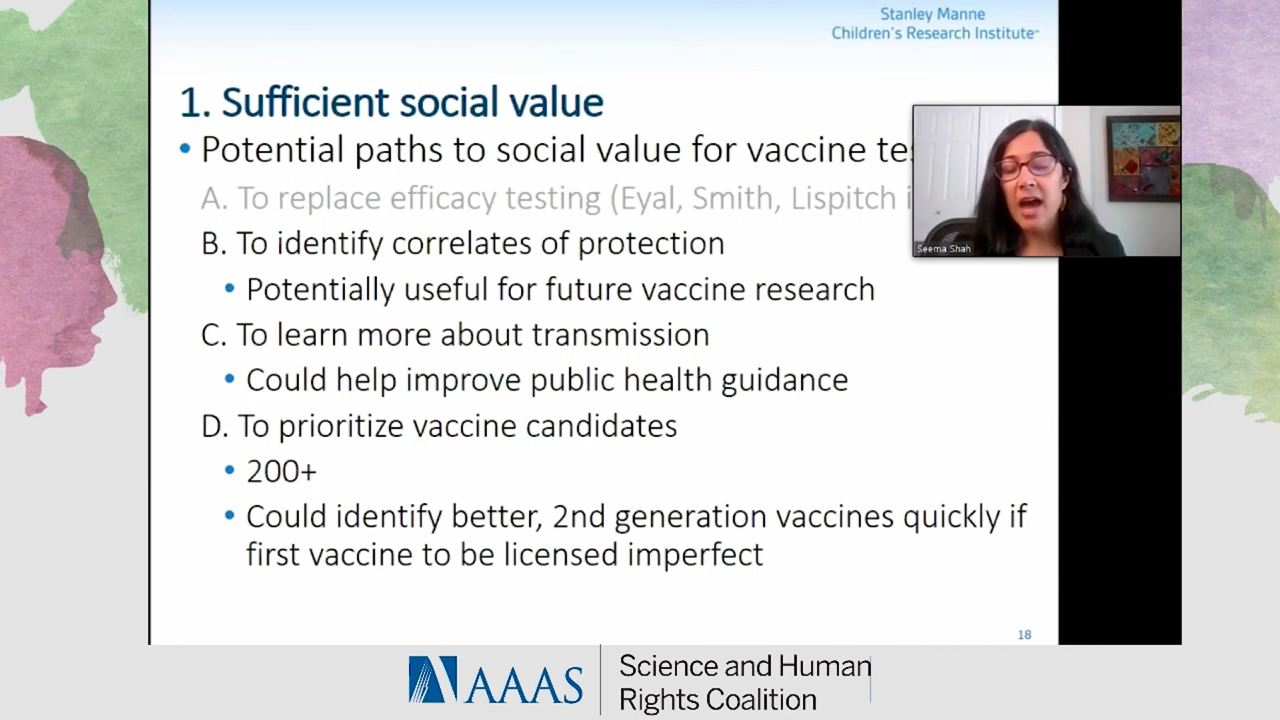 Stanley Manne
Children's Research Institute℠
1. Sufficient social value
• Potential paths to social value for vaccine
A. To replace efficacy testing (Eyal, Smith, Lispitch
Seema Shah
B. To identify correlates of protection
• Potentially useful for future vaccine research
C. To learn more about transmission
• Could help improve public health guidance
D. To prioritize vaccine candidates
• 200+
• Could identify better, 2nd generation vaccines quickly if
first vaccine to be licensed imperfect
18
AAAS
Science and Human
Rights Coalition